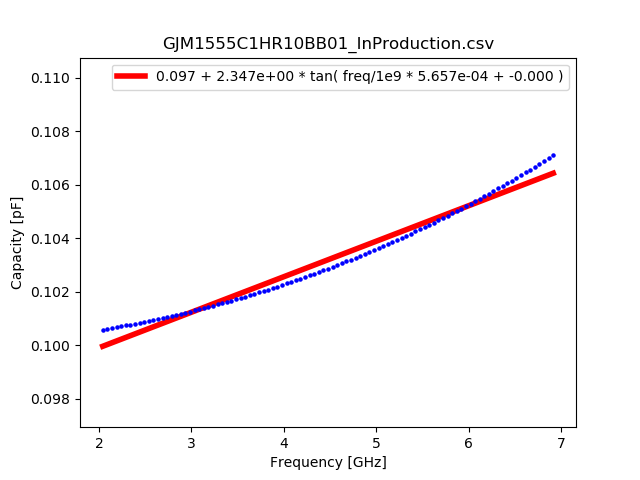 GJM1555C1HR10BB01_InProduction.csv
0.097 + 2.347e+00 * tan( freq/1e9 * 5.657e-04 + -0.000 )
0.110
0.108
0.106
0.104
0.102
0.100
0.098
Capacity [pF]
2 3 4 5 6 7
Frequency [GHz]